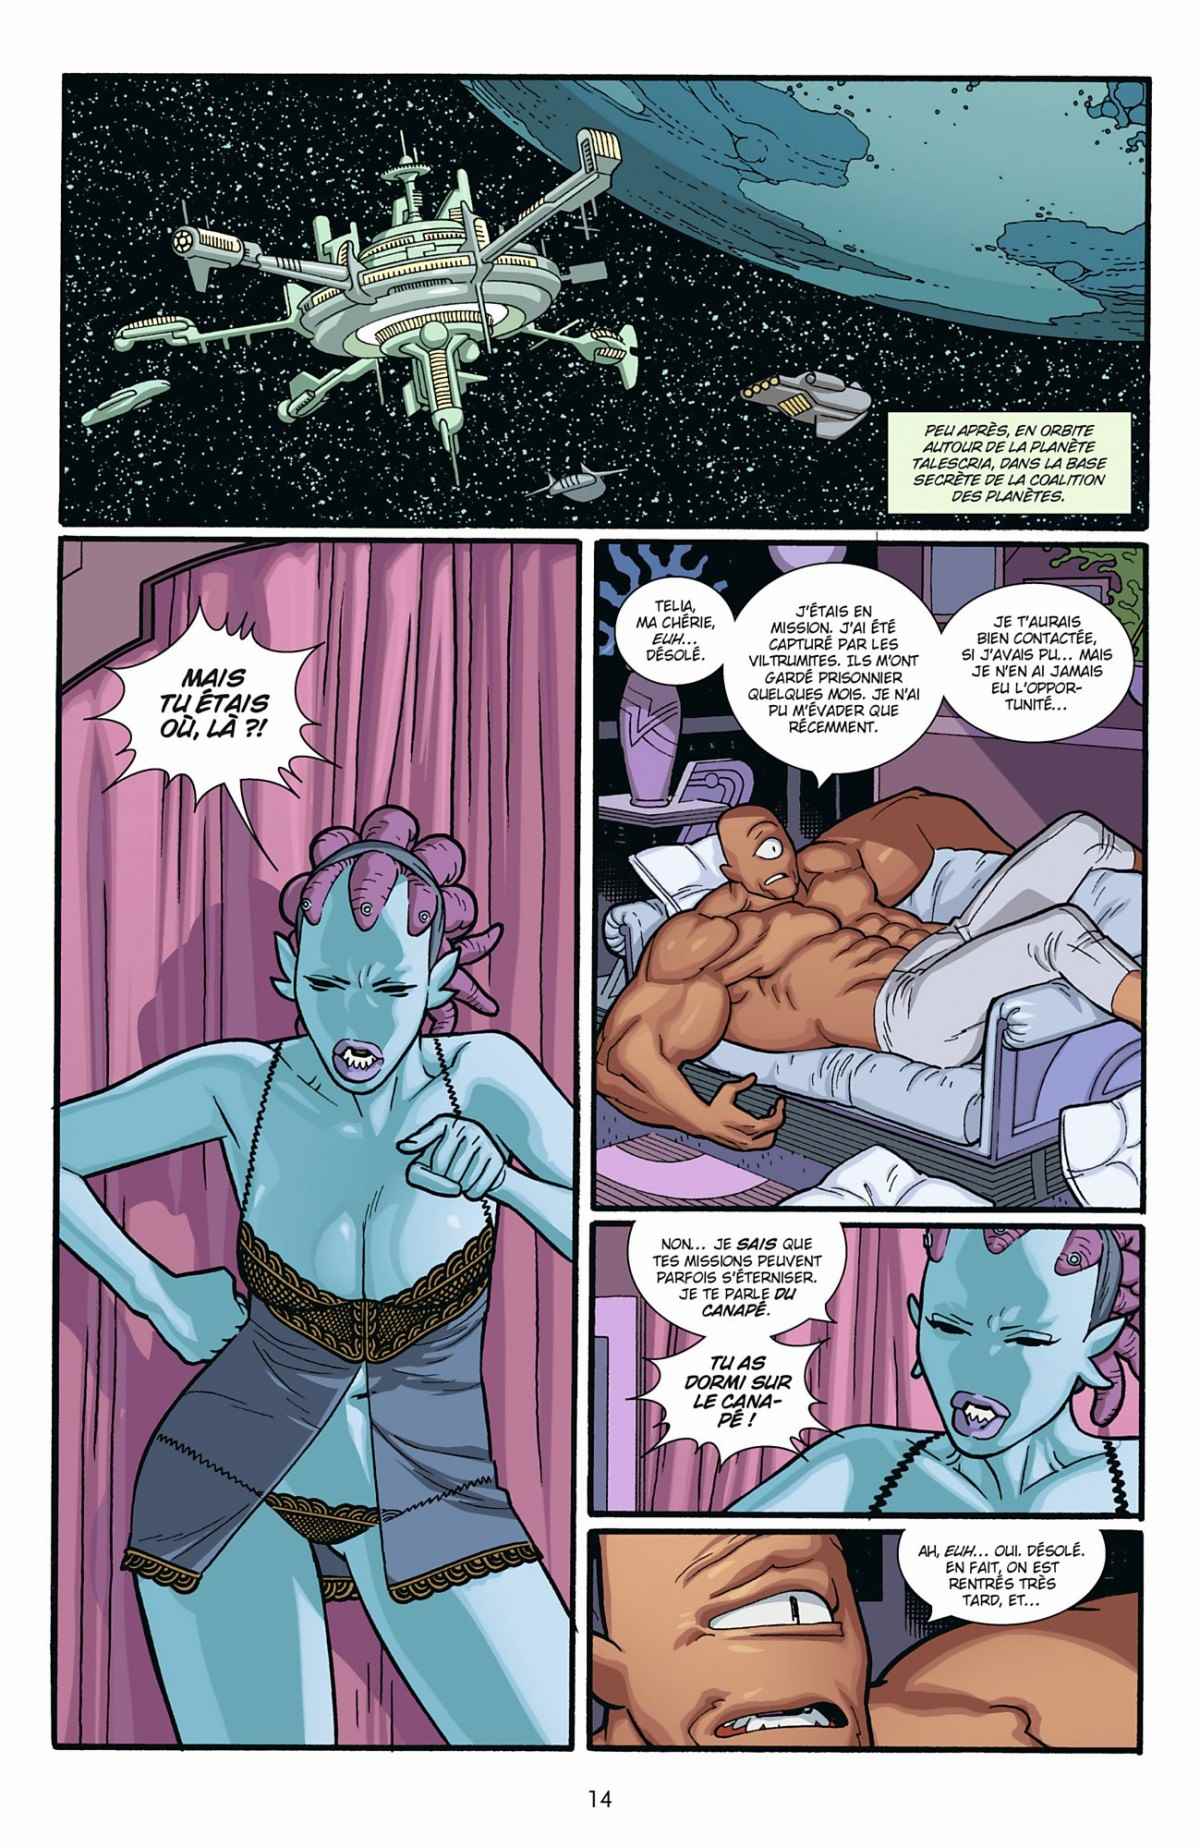 PEU APRÈS, EN ORBITE
AUTOUR DE LA PLANÈTE
TALESCRIA, DANS LA BASE
SECRÈTE DE LA COALITION
DES PLANÈTES.
MAIS
TU ÉTAIS
OÙ, LÀ ?!
TELIA,
MA CHÉRIE,
EUH...
DÉSOLÉ.
J'ÉTAIS EN
MISSION. J'AI ÉTÉ
CAPTURÉ PAR LES
VILTRUMITES. ILS M'ONT
GARDÉ PRISONNIER
QUELQUES MOIS. JE N'AI
PU M'ÉVADER QUE
RÉCEMMENT.
JE T'AURAIS
BIEN CONTACTÉE,
SI J'AVAIS PU... MAIS
JE N'EN AI JAMAIS
EU L'OPPOR-
TUNITÉ...
NON... JE SAIS QUE
TES MISSIONS PEUVENT
PARFOIS S'ÉTERNISER.
JE TE PARLE DU
CANAPÉ.
TU AS
DORMI SUR
LE CANA-
PÉ !
AH, EUH... OUI. DÉSOLÉ.
EN FAIT, ON EST
RENTRÉS TRÈS
TARD, ET...
14